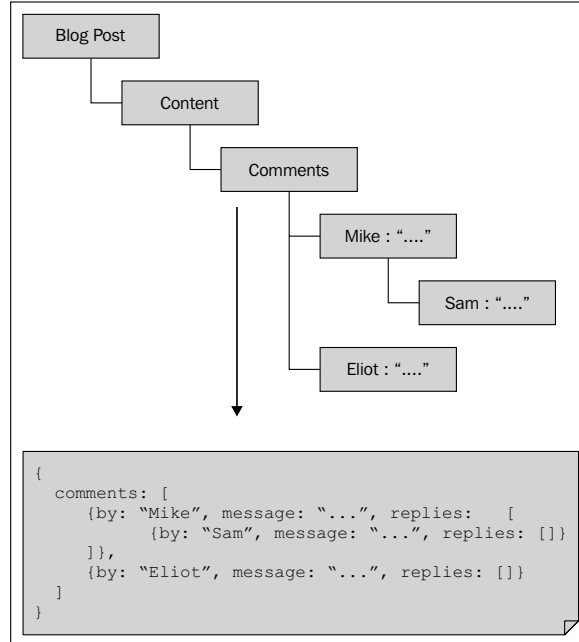 Blog Post
Content
Comments
Mike : “....”
Sam : “....”
Eliot : “....”
{
  comments: [
     {by: “Mike”, message: “...”, replies:   [
          {by: “Sam”, message: “...”, replies: []}
     ]},
     {by: “Eliot”, message: “...”, replies: []}
  ]
}